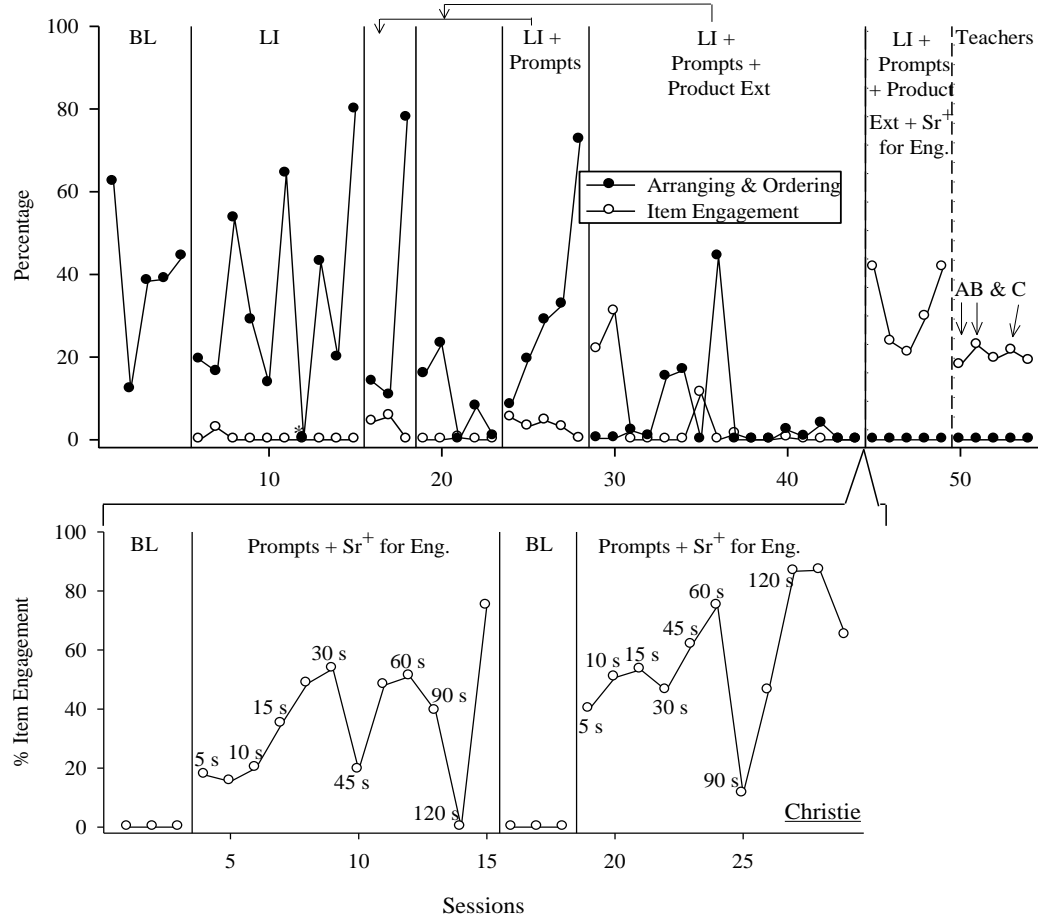 100
80
60
40
20
0
Percentage
BL
LI
LI +
Prompts
LI +
Prompts +
Product Ext
LI +
Prompts
+ Product
Ext + Sr+
for Eng.
Teachers
Arranging & Ordering
Item Engagement
*
AB & C
10
20
30
40
50
100
80
60
40
20
0
% Item Engagement
BL
Prompts + Sr+ for Eng.
BL
Prompts + Sr+ for Eng.
5 s
10 s
15 s
30 s
45 s
60 s
90 s
120 s
5 s
10 s
15 s
30 s
45 s
60 s
90 s
120 s
Christie
5
10
15
20
25
Sessions